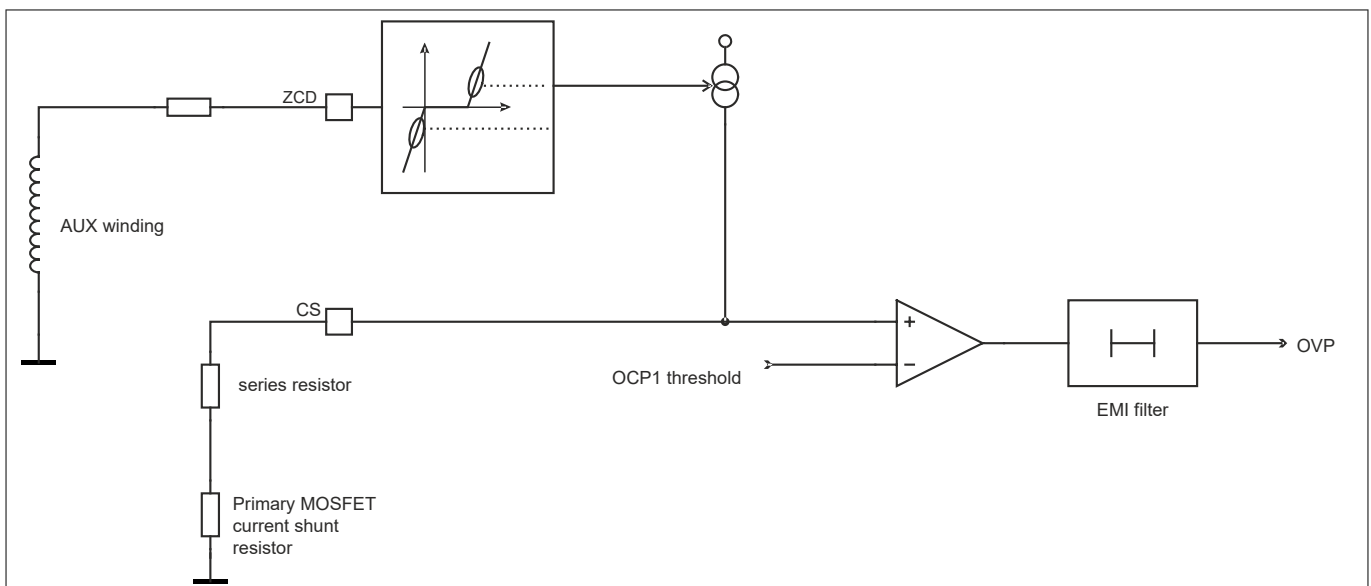 ZCD
AUX winding
CS
+
OCP1 threshold
−
OVP
series resistor
EMI filter
Primary MOSFET
current shunt
resistor